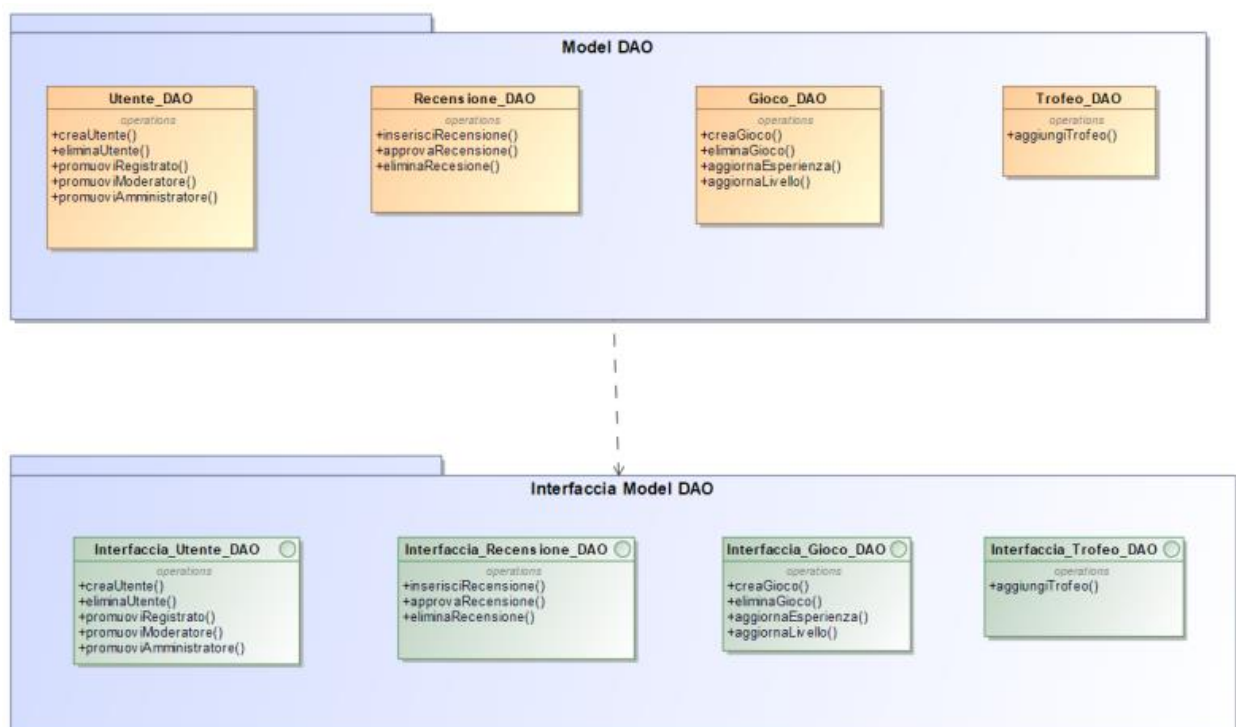 Model DAO
Utente_DAO
operations
+creaUtente()
+eliminaUtente()
+promuoviRegistrato()
+promuoviModeratore()
+promuoviAmministratore()
Recensione_DAO
operations
+inserisciRecensione()
+approvaRecensione()
+eliminaRecesione()
Gioco_DAO
operations
+creaGioco()
+eliminaGioco()
+aggiornaEsperienza()
+aggiornaLivello()
Trofeo_DAO
operations
+aggiungiTrofeo()
Interfaccia Model DAO
Interfaccia_Utente_DAO
operations
+creaUtente()
+eliminaUtente()
+promuoviRegistrato()
+promuoviModeratore()
+promuoviAmministratore()
Interfaccia_Recensione_DAO
operations
+inserisciRecensione()
+approvaRecensione()
+eliminaRecensione()
Interfaccia_Gioco_DAO
operations
+creaGioco()
+eliminaGioco()
+aggiornaEsperienza()
+aggiornaLivello()
Interfaccia_Trofeo_DAO
operations
+aggiungiTrofeo()